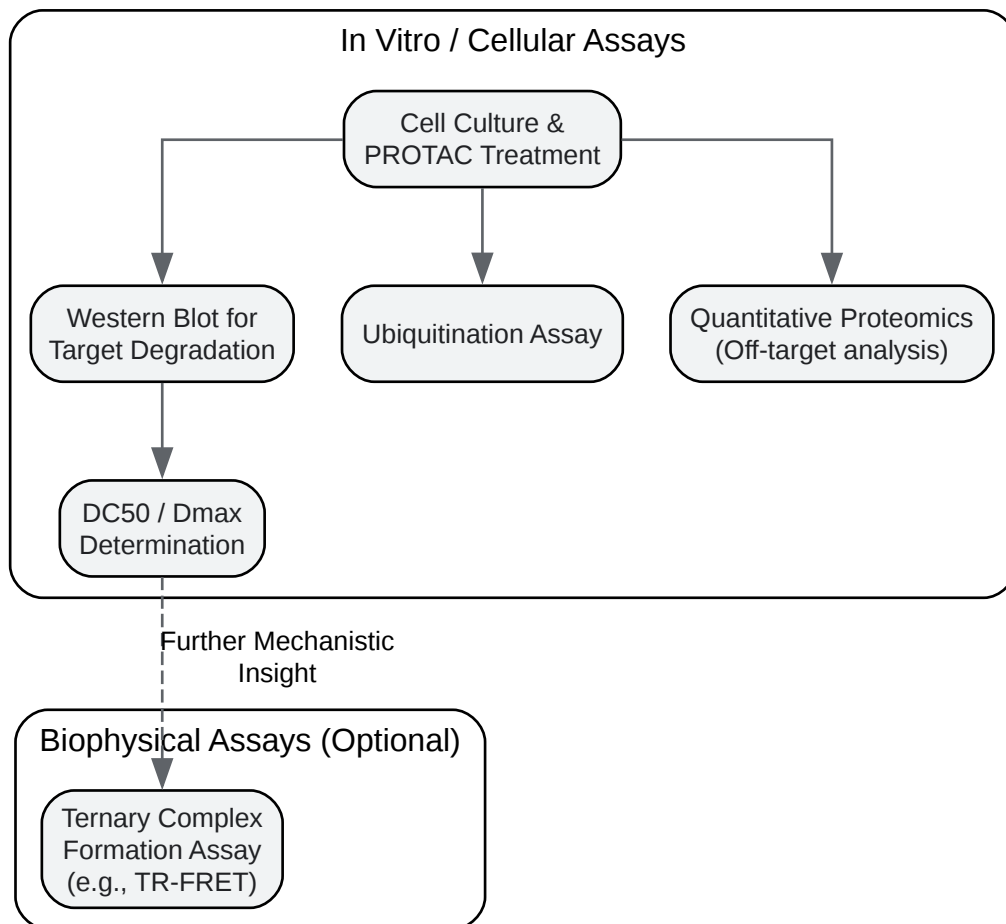 In Vitro / Cellular Assays
Cell Culture &
PROTAC Treatment
Western Blot for
Target Degradation
Ubiquitination Assay
Quantitative Proteomics
(Off-target analysis)
DC50 / Dmax
Determination
Further Mechanistic
Insight
Biophysical Assays (Optional)
Ternary Complex
Formation Assay
(e.g., TR-FRET)